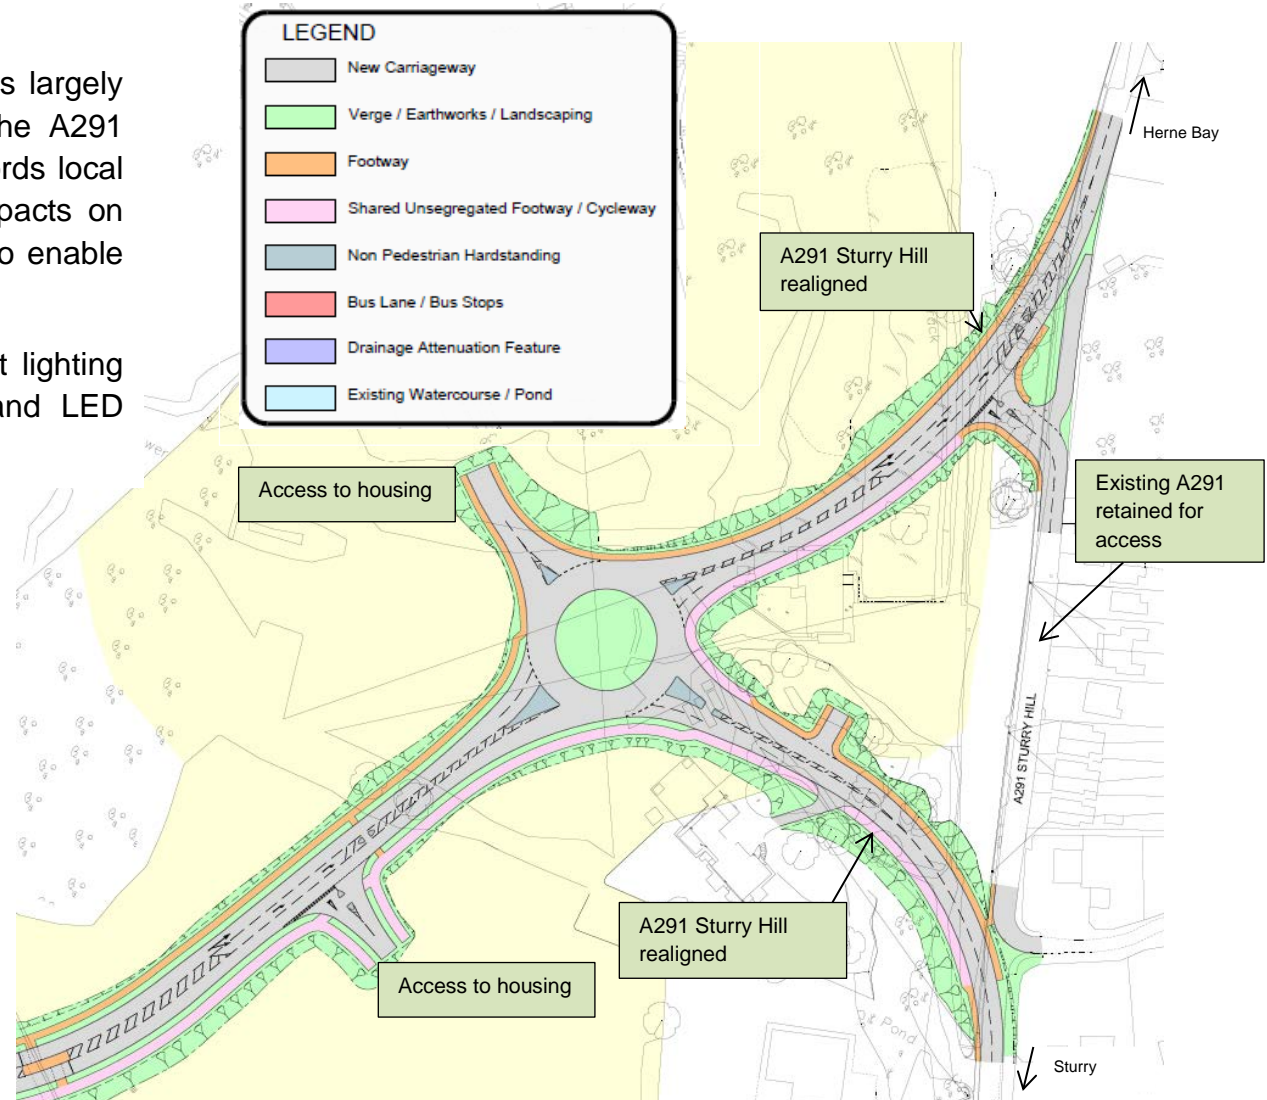 s largely
he A291
rds local
pacts on
o enable
t lighting
and LED
LEGEND
New Carriageway
Verge / Earthworks / Landscaping
Footway
Shared Unsegregated Footway / Cycleway
Non Pedestrian Hardstanding
Bus Lane / Bus Stops
Drainage Attenuation Feature
Existing Watercourse / Pond
Herne Bay
A291 Sturry Hill
realigned
Access to housing
Existing A291
retained for
access
A291 STURRY HILL
A291 Sturry Hill
realigned
Access to housing
Pond
Sturry